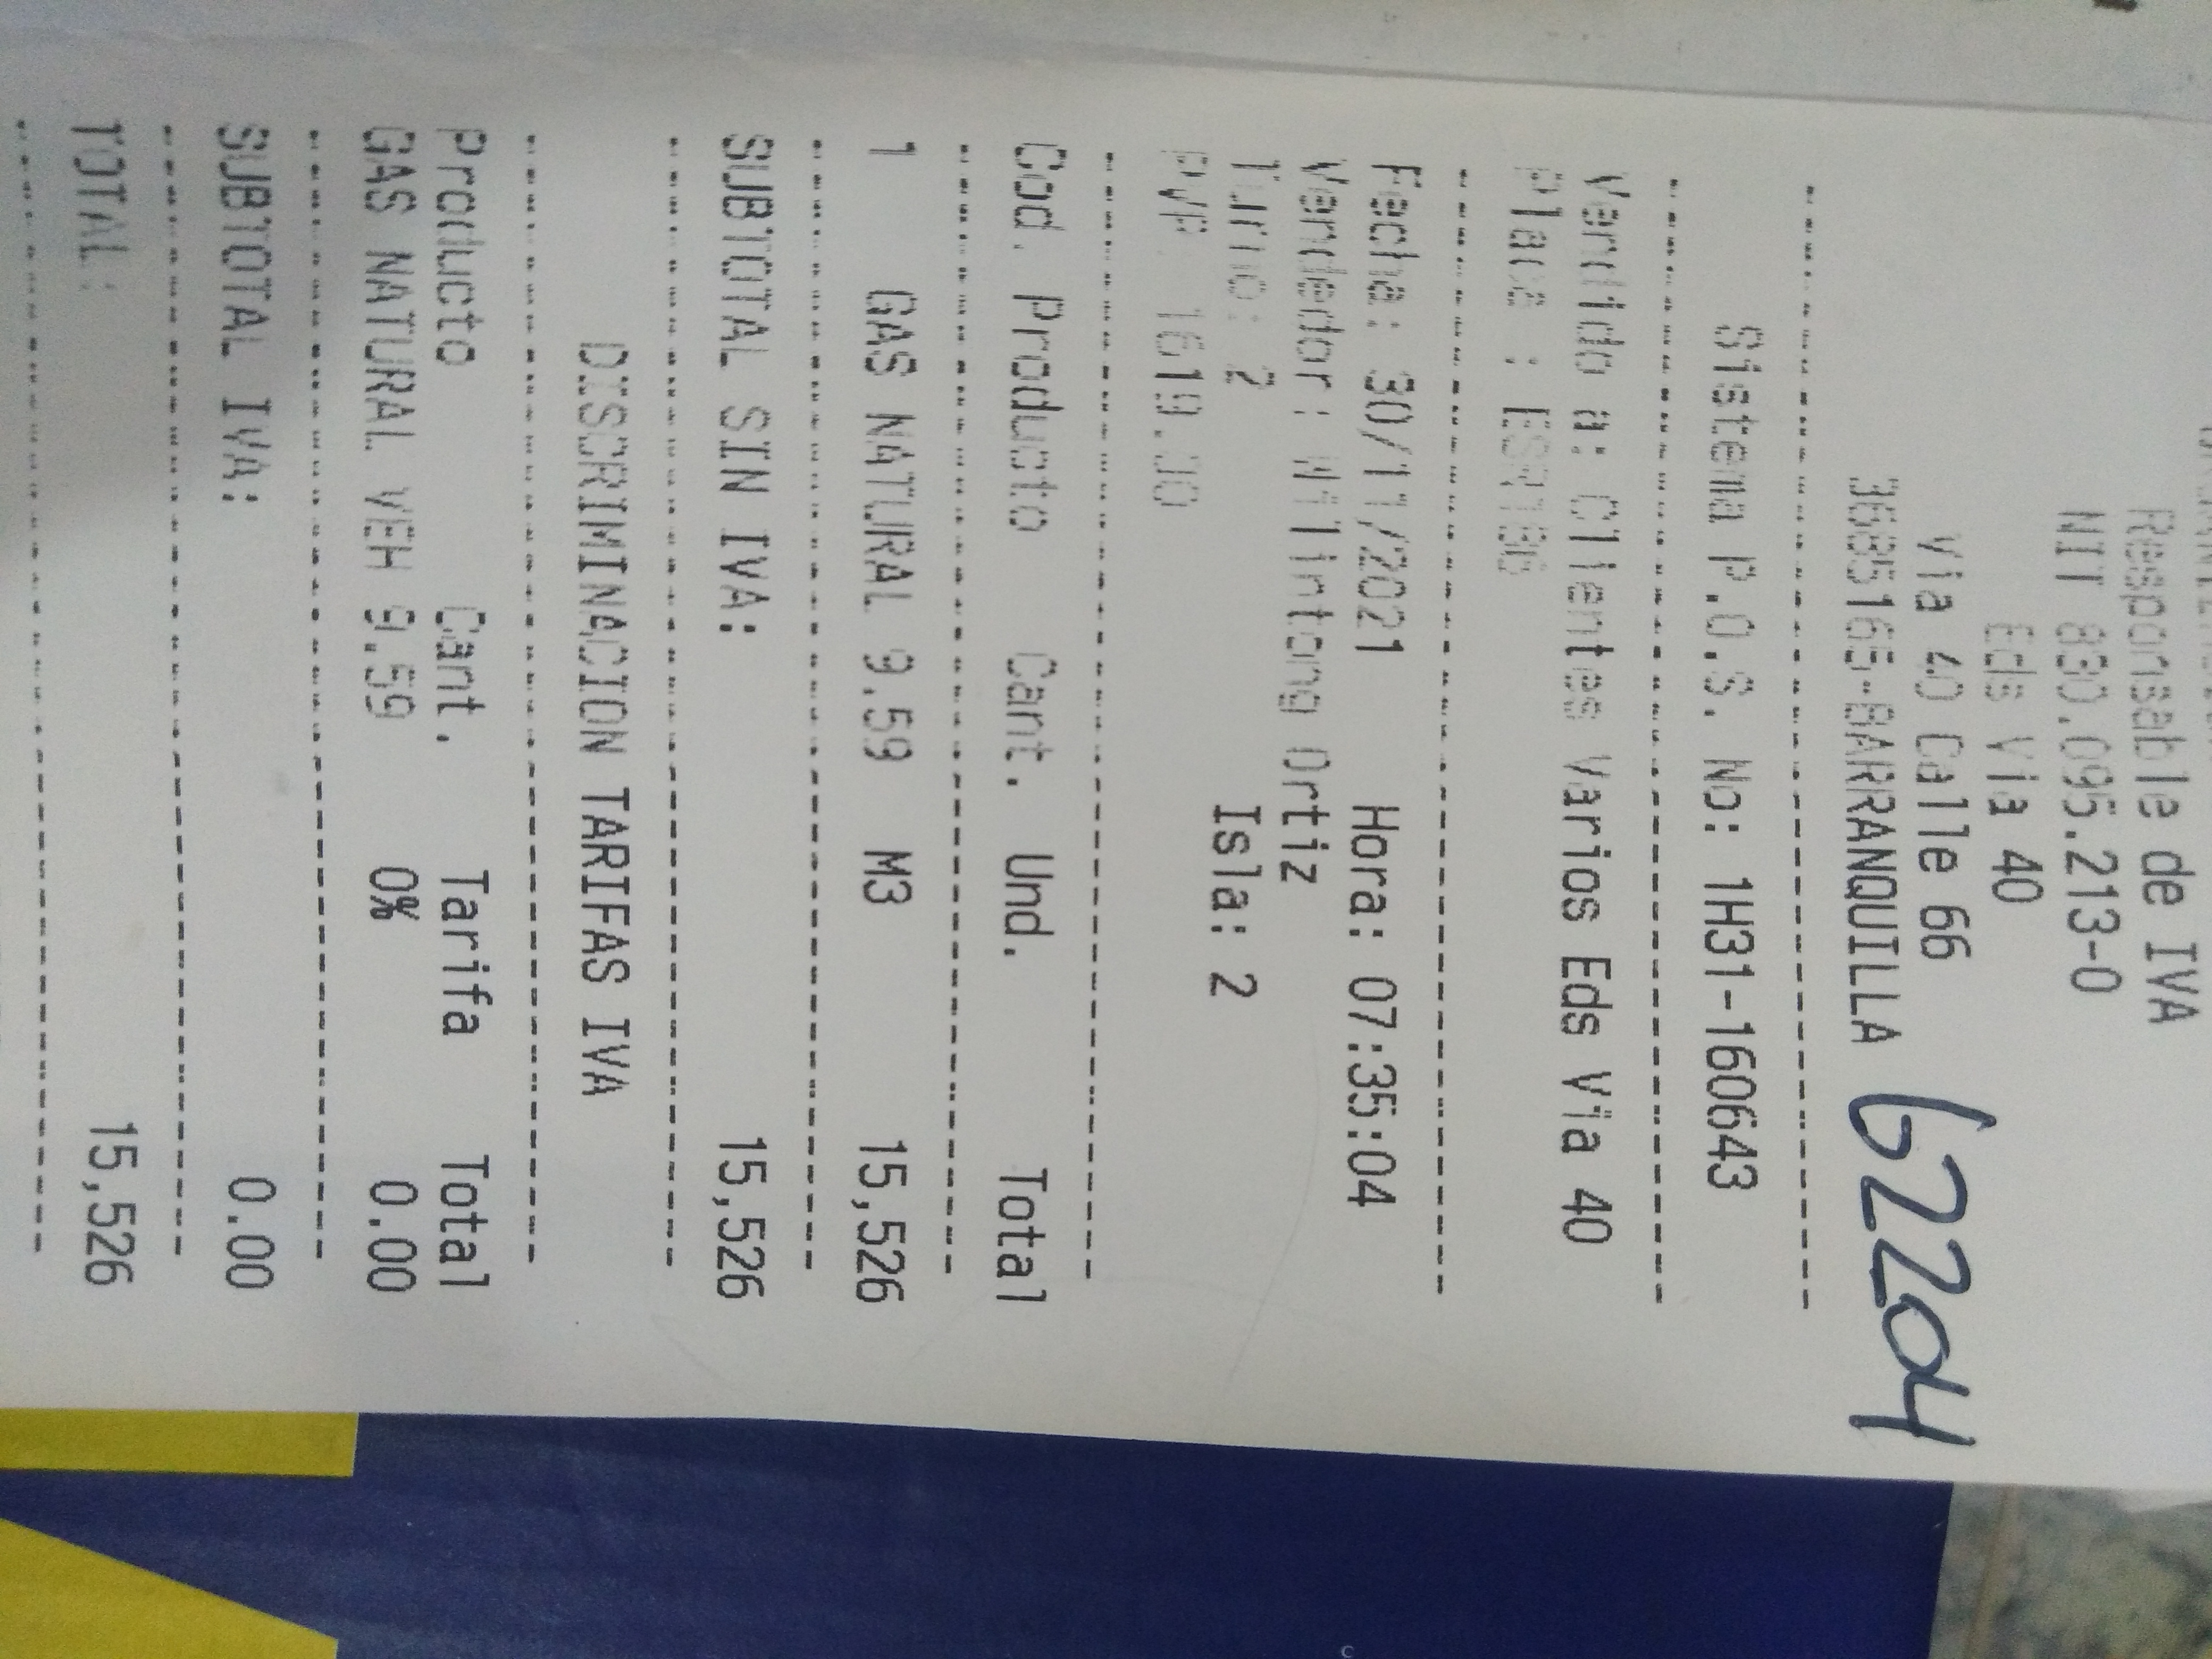 Responsable de IVA
NIT 830.095.213-0
Eds Via 40
Via 40 Calle 66
3685165-BARRANQUILLA
6204
Sistema P.O.S. No: 1H31-160643
Vendido a: Clientes Varios Eds Via 40
Placa :
Fecha: 30/11/2021 Hora: 07:35:04
Vendedor: Wilintong Ortiz
Turno: 2 Isla: 2
PVP 1619.00
Cod. Producto Cant. Und. Total
1 GAS NATURAL 9.59 M3 15,526
SUBTOTAL SIN IVA: 15,526
DISCRIMINACION TARIFAS IVA
Producto Cant. Tarifa Total
GAS NATURAL VEH 9.59 0% 0.00
SUBTOTAL IVA: 0.00
TOTAL: 15,526